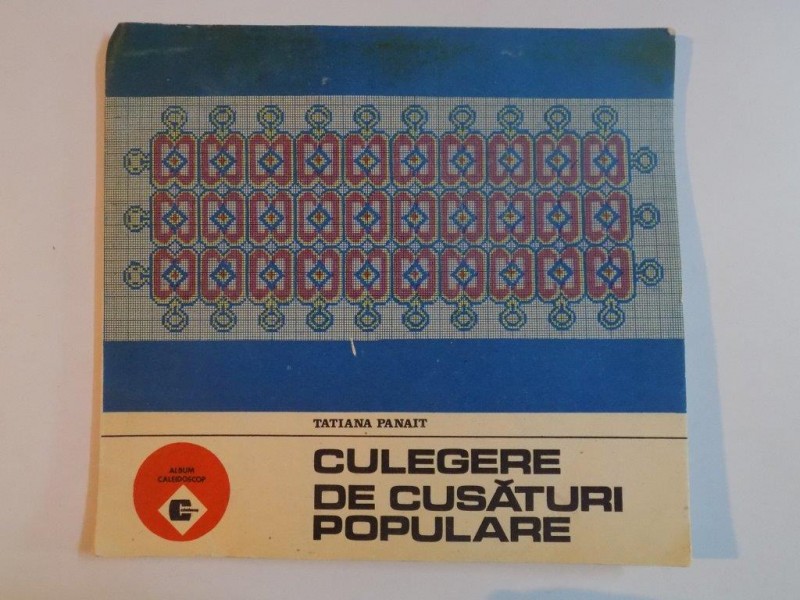 TATIANA PANAIT
CULEGERE
DE CUSĂTURI
POPULARE
ALBUM
CALEIDOSCOP
C